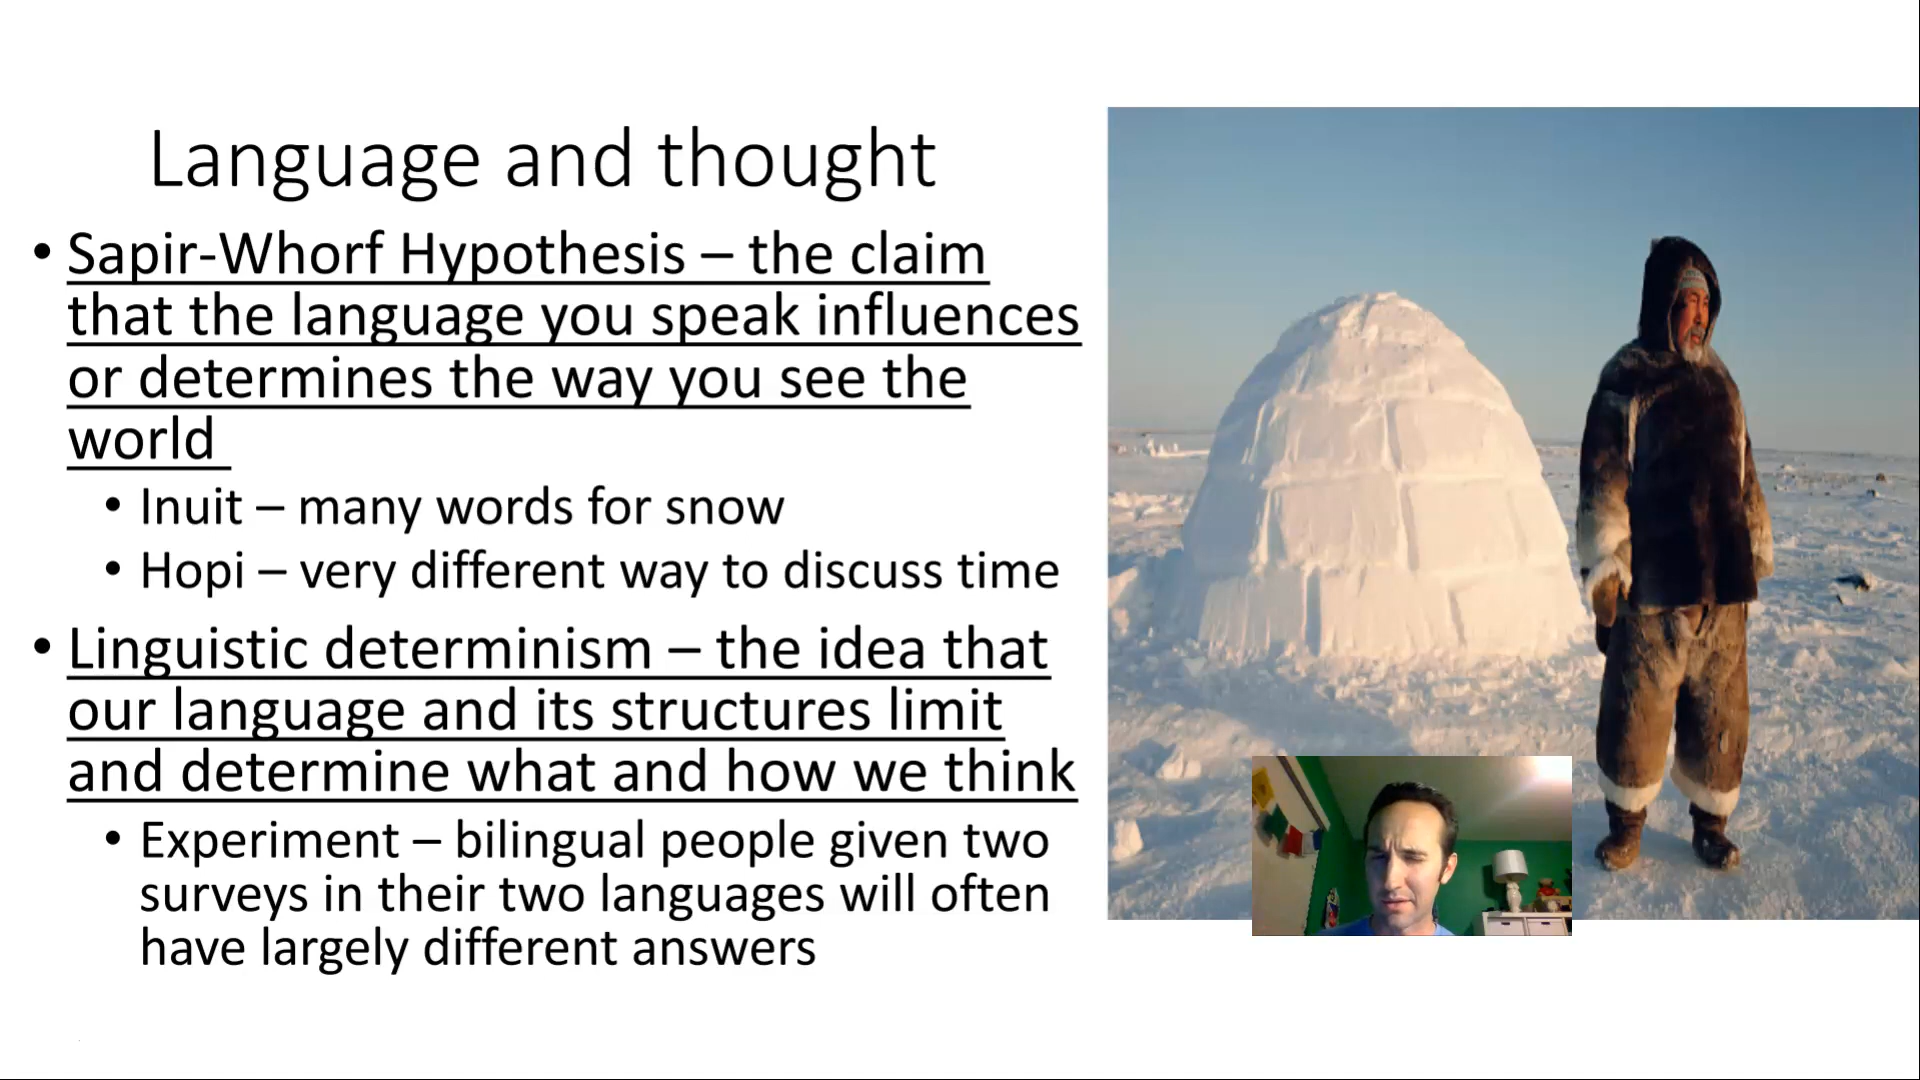 Language and thought
• Sapir-Whorf Hypothesis – the claim
that the language you speak influences
or determines the way you see the
world
• Inuit – many words for snow
• Hopi – very different way to discuss time
• Linguistic determinism – the idea that
our language and its structures limit
and determine what and how we think
• Experiment – bilingual people given two
surveys in their two languages will often
have largely different answers